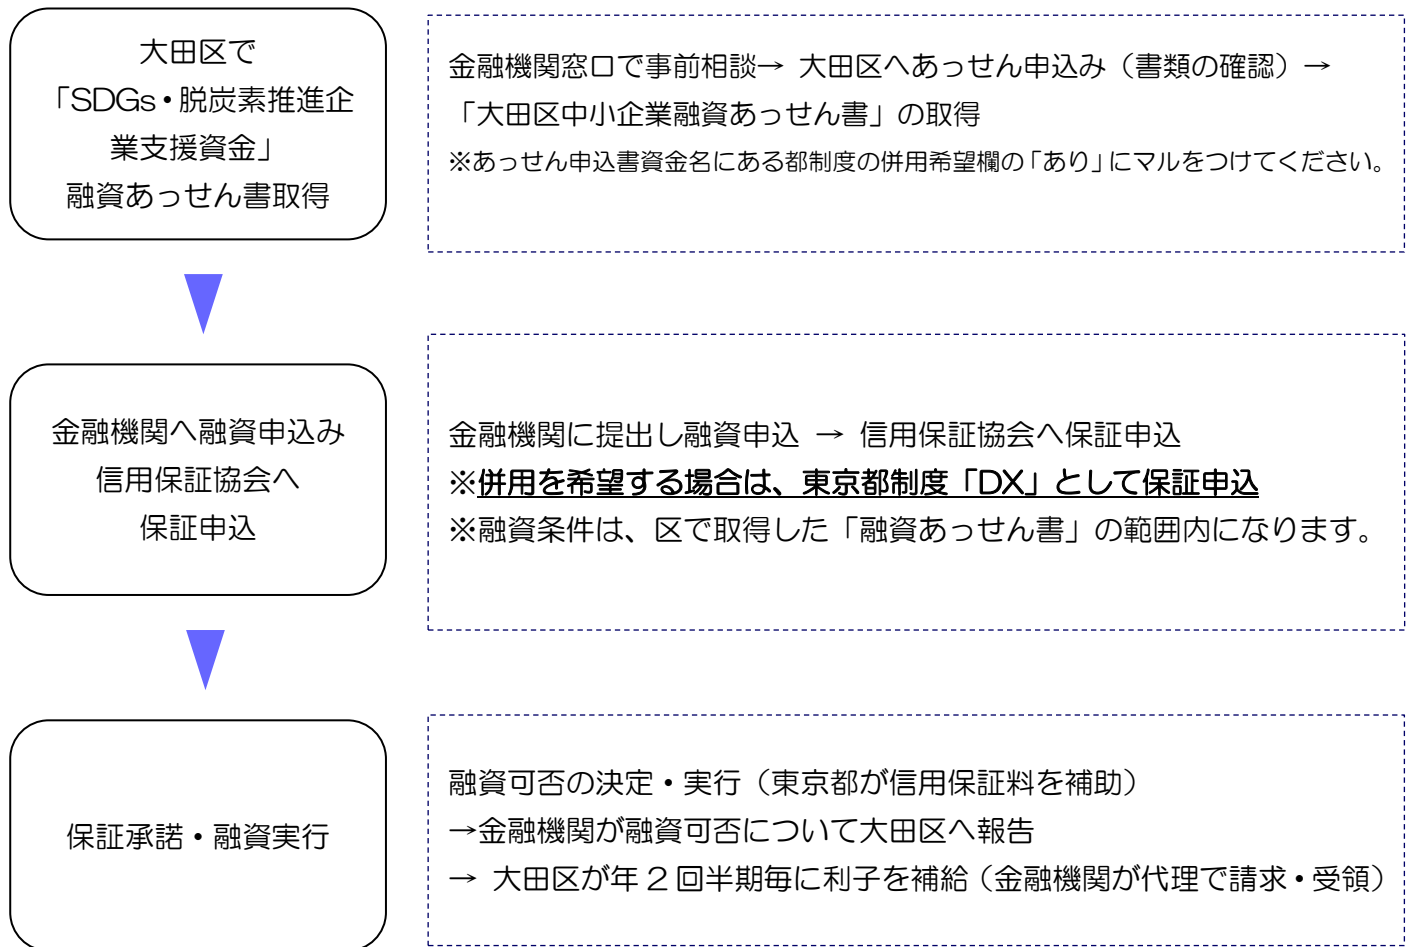 大田区で
「SDGs・脱炭素推進企
業支援資金」
融資あっせん書取得
金融機関窓口で事前相談→ 大田区へあっせん申込み（書類の確認）→
「大田区中小企業融資あっせん書」の取得
※あっせん申込書資金名にある都制度の併用希望欄の「あり」にマルをつけてください。
金融機関へ融資申込み
信用保証協会へ
保証申込
金融機関に提出し融資申込 → 信用保証協会へ保証申込
※併用を希望する場合は、東京都制度「DX」として保証申込
※融資条件は、区で取得した「融資あっせん書」の範囲内になります。
保証承諾・融資実行
融資可否の決定・実行（東京都が信用保証料を補助）
→金融機関が融資可否について大田区へ報告
→ 大田区が年２回半期毎に利子を補給（金融機関が代理で請求・受領）